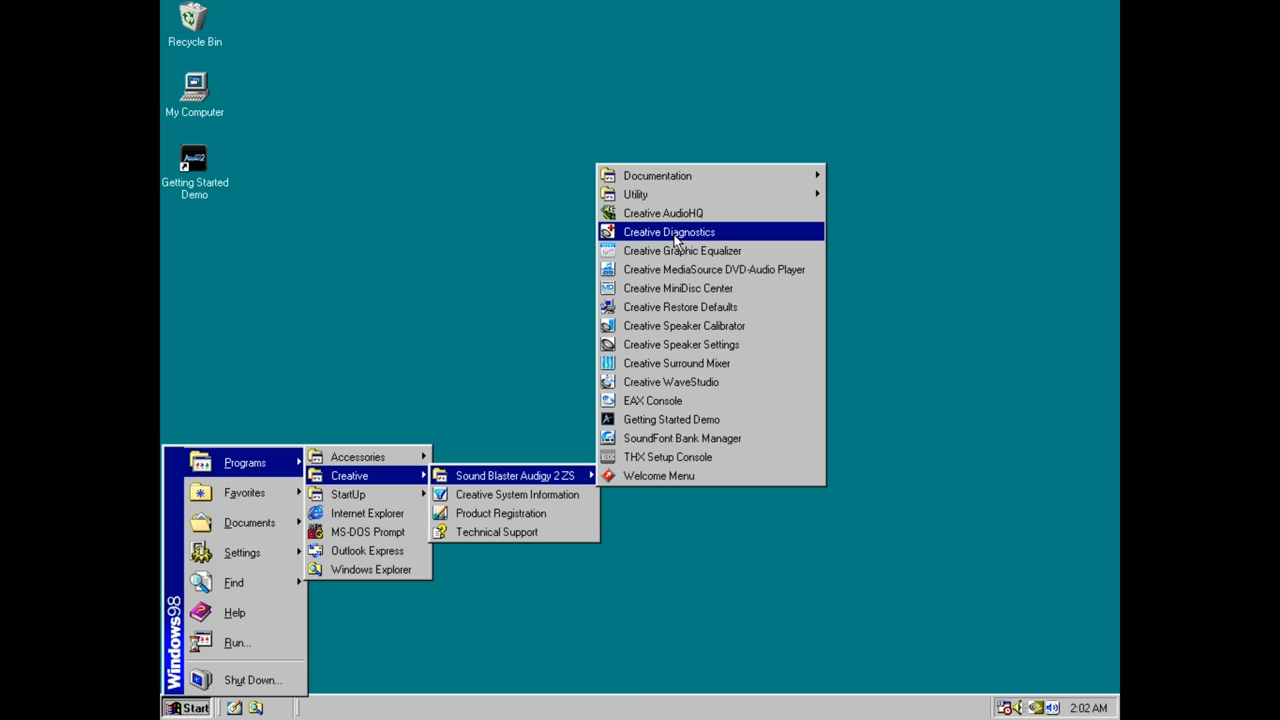 Recycle Bin
My Computer
Getting Started
Demo
Documentation
Utility
Creative AudioHQ
Creative Diagnostics
Creative Graphic Equalizer
Creative MediaSource DVD-Audio Player
Creative MiniDisc Center
Creative Restore Defaults
Creative Speaker Calibrator
Creative Speaker Settings
Creative Surround Mixer
Creative WaveStudio
EAX Console
Getting Started Demo
SoundFont Bank Manager
THX Setup Console
Welcome Menu
Sound Blaster Audigy 2 ZS
Creative System Information
Product Registration
Technical Support
Accessories
Creative
StartUp
Internet Explorer
MS-DOS Prompt
Outlook Express
Windows Explorer
Programs
Favorites
Documents
Settings
Find
Help
Run...
Shut Down...
Windows98
Start
2:02 AM